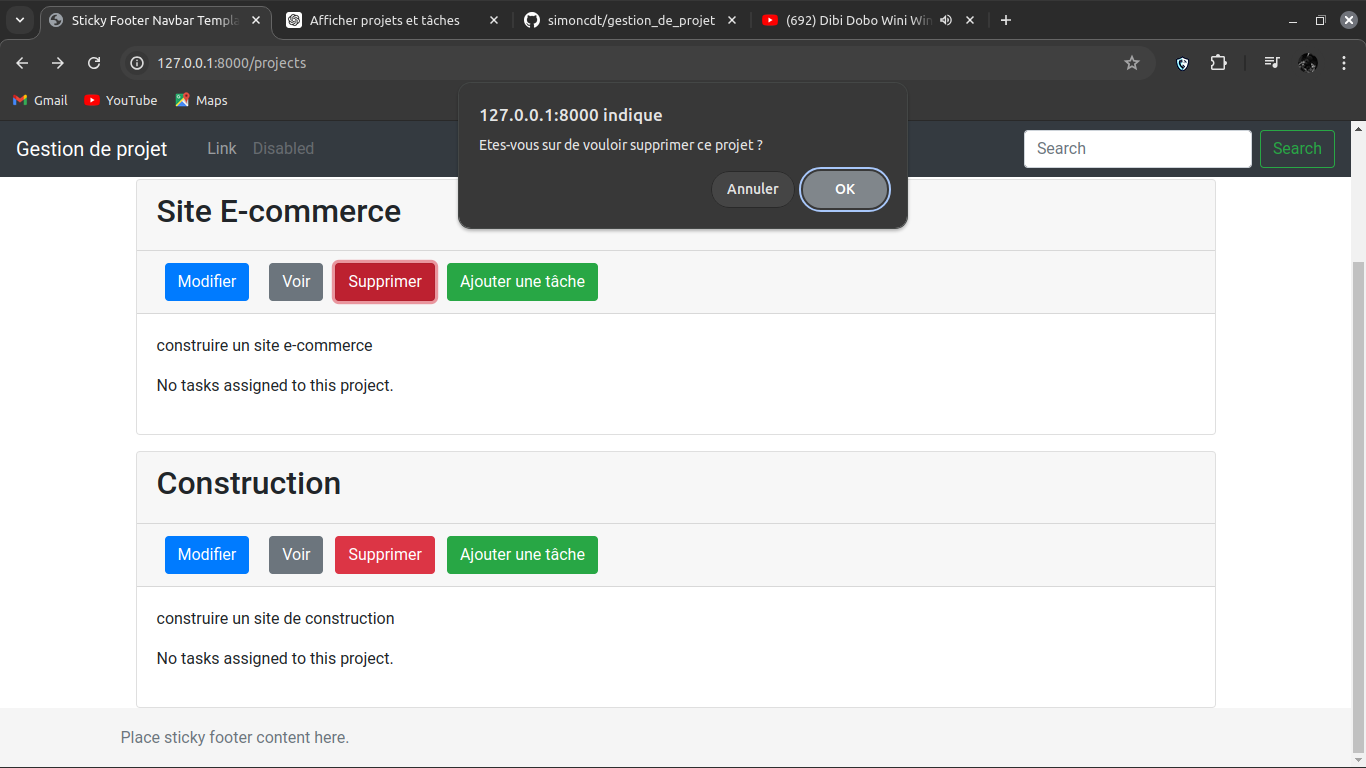 Sticky Footer Navbar Templa
Afficher projets et tâches
simoncdt/gestion_de_projet
(692) Dibi Dobo Wini Win
127.0.0.1:8000/projects
Gmail
YouTube
Maps
127.0.0.1:8000 indique
Etes-vous sur de vouloir supprimer ce projet ?
Annuler
OK
Gestion de projet
Link
Disabled
Search
Search
Site E-commerce
Modifier
Voir
Supprimer
Ajouter une tâche
construire un site e-commerce
No tasks assigned to this project.
Construction
Modifier
Voir
Supprimer
Ajouter une tâche
construire un site de construction
No tasks assigned to this project.
Place sticky footer content here.